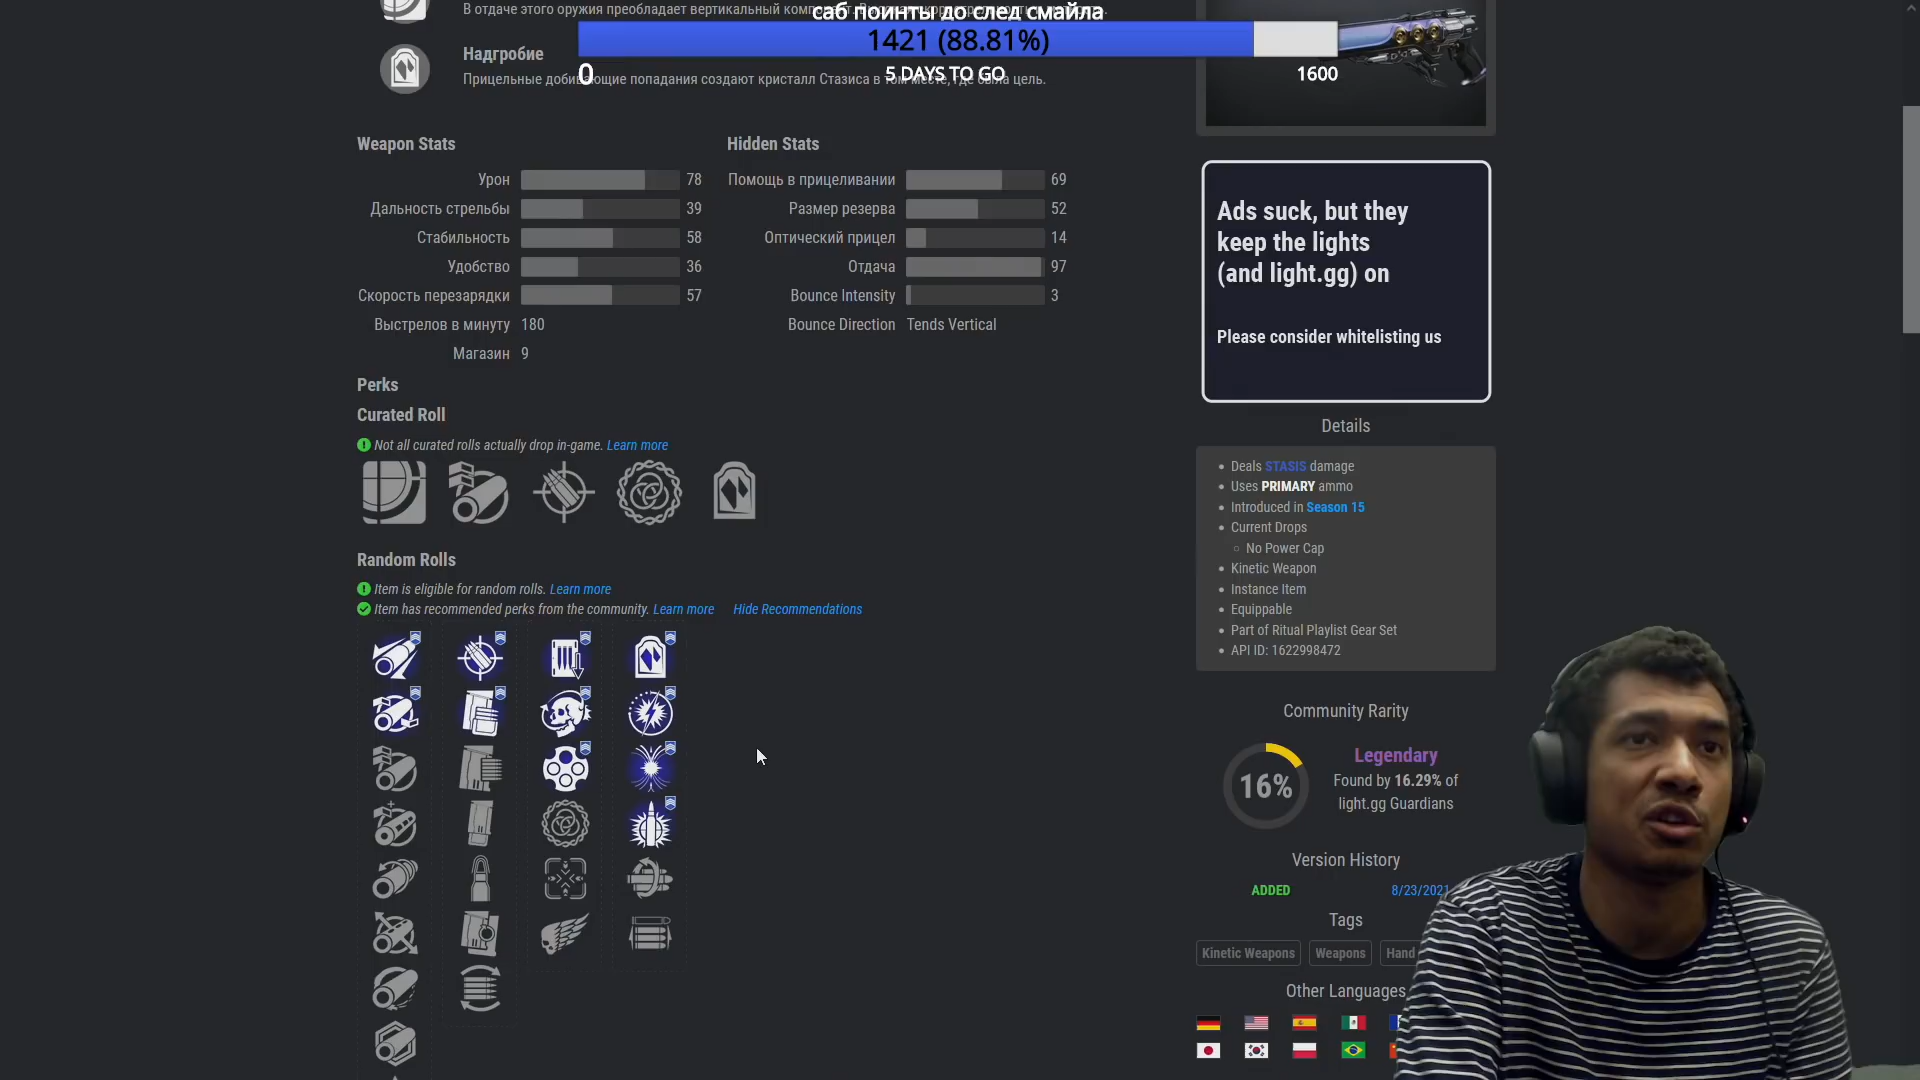 В отдаче этого оружия преобладает вертикальный компонент.
саб поинты до след смайла
1421 (88.81%)
0
5 DAYS TO GO
1600
Надгробие
Прицельные добивающие попадания создают кристалл Стазиса в том месте, где была цель.
Weapon Stats
Урон 78
Дальность стрельбы 39
Стабильность 58
Удобство 36
Скорость перезарядки 57
Выстрелов в минуту 180
Магазин 9
Hidden Stats
Помощь в прицеливании 69
Размер резерва 52
Оптический прицел 14
Отдача 97
Bounce Intensity 3
Bounce Direction Tends Vertical
Perks
Curated Roll
Not all curated rolls actually drop in-game. Learn more
Random Rolls
Item is eligible for random rolls. Learn more
Item has recommended perks from the community. Learn more Hide Recommendations
Ads suck, but they
keep the lights
(and light.gg) on
Please consider whitelisting us
Details
Deals STASIS damage
Uses PRIMARY ammo
Introduced in Season 15
Current Drops
No Power Cap
Kinetic Weapon
Instance Item
Equippable
Part of Ritual Playlist Gear Set
API ID: 1622998472
Community Rarity
16%
Legendary
Found by 16.29% of
light.gg Guardians
Version History
ADDED 8/23/2021
Tags
Kinetic Weapons Weapons Hand
Other Languages